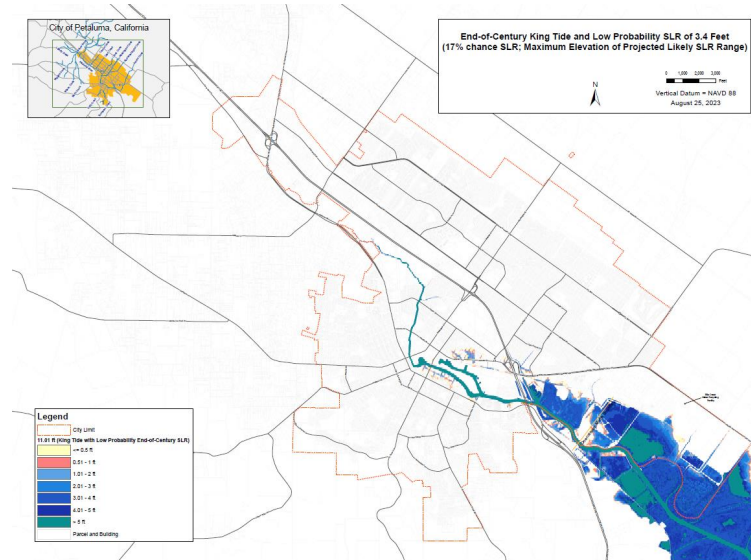 City of Petaluma, California
End-of-Century King Tide and Low Probability SLR of 3.4 Feet
(17% chance SLR; Maximum Elevation of Projected Likely SLR Range)
N
0 1,000 2,000 3,000
Feet
Vertical Datum = NAVD 88
August 25, 2023
Legend
City Limit
11.01 ft (King Tide with Low Probability End-of-Century SLR)
<= 0.5 ft
0.51 - 1 ft
1.01 - 2 ft
2.01 - 3 ft
3.01 - 4 ft
4.01 - 5 ft
> 5 ft
Parcel and Building